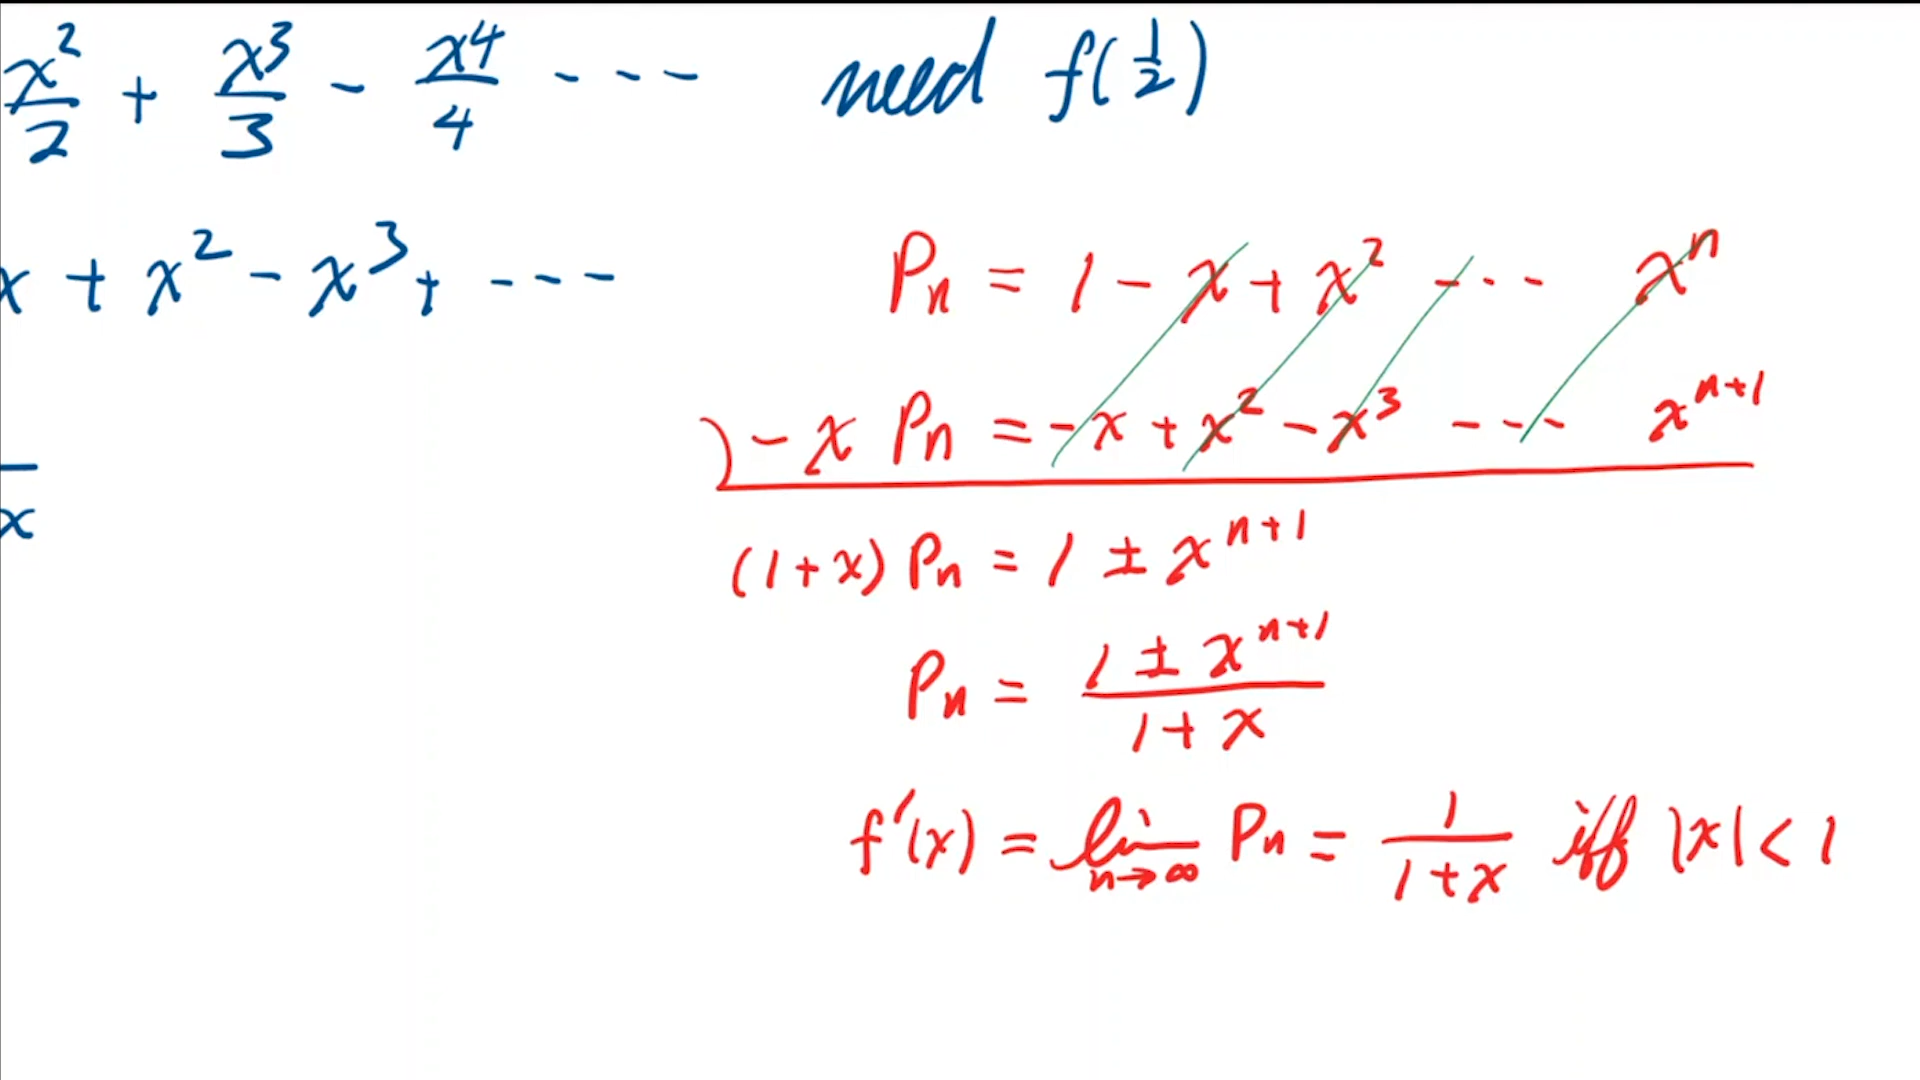 x²/2 + x³/3 - x⁴/4 - - - - need f(1/2)
x + x² - x³ + - - -
Pₙ = 1 - x + x² - - - - xⁿ
- x Pₙ = - x + x² - x³ - - - xⁿ⁺¹
x
(1+x) Pₙ = 1 ± xⁿ⁺¹
Pₙ = (1 ± xⁿ⁺¹)/(1 + x)
f'(x) = lim n→∞ Pₙ = 1/(1+x) iff |x| < 1